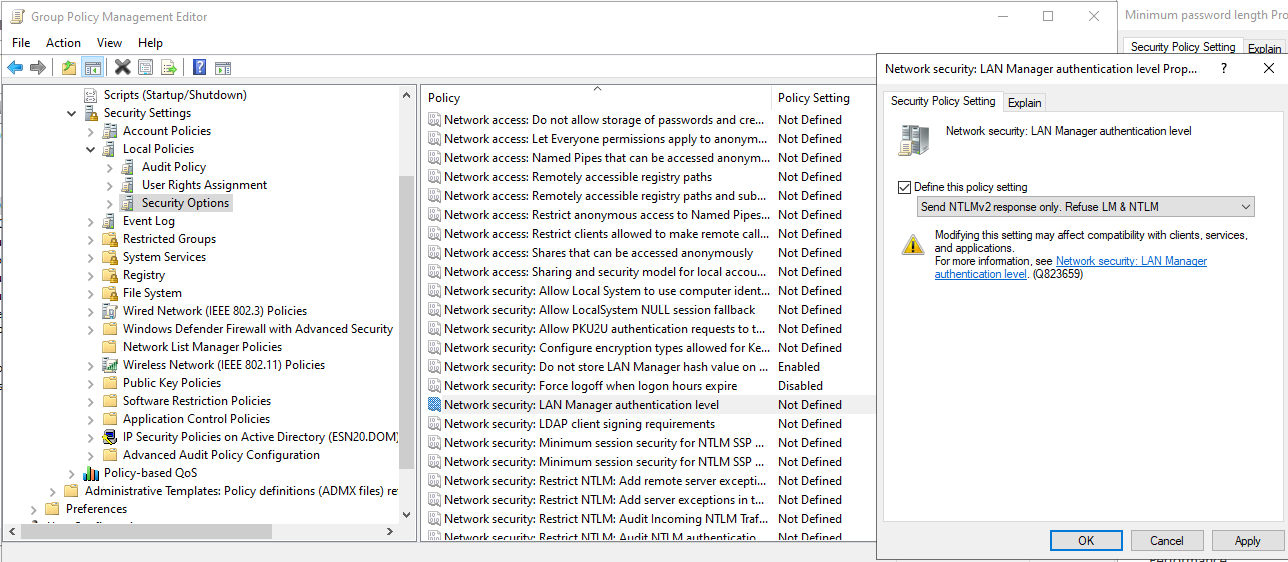 Group Policy Management Editor
File Action View Help
Scripts (Startup/Shutdown)
Security Settings
Account Policies
Local Policies
Audit Policy
User Rights Assignment
Security Options
Event Log
Restricted Groups
System Services
Registry
File System
Wired Network (IEEE 802.3) Policies
Windows Defender Firewall with Advanced Security
Network List Manager Policies
Wireless Network (IEEE 802.11) Policies
Public Key Policies
Software Restriction Policies
Application Control Policies
IP Security Policies on Active Directory (ESN20.DOM)
Advanced Audit Policy Configuration
Policy-based QoS
Administrative Templates: Policy definitions (ADMX files) re
Preferences
Policy Policy Setting
Network access: Do not allow storage of passwords and cre... Not Defined
Network access: Let Everyone permissions apply to anonym... Not Defined
Network access: Named Pipes that can be accessed anonym... Not Defined
Network access: Remotely accessible registry paths Not Defined
Network access: Remotely accessible registry paths and sub... Not Defined
Network access: Restrict anonymous access to Named Pipes... Not Defined
Network access: Restrict clients allowed to make remote call... Not Defined
Network access: Shares that can be accessed anonymously Not Defined
Network access: Sharing and security model for local accou... Not Defined
Network security: Allow Local System to use computer ident... Not Defined
Network security: Allow LocalSystem NULL session fallback Not Defined
Network security: Allow PKU2U authentication requests to t... Not Defined
Network security: Configure encryption types allowed for Ke... Not Defined
Network security: Do not store LAN Manager hash value on ... Enabled
Network security: Force logoff when logon hours expire Disabled
Network security: LAN Manager authentication level Not Defined
Network security: LDAP client signing requirements Not Defined
Network security: Minimum session security for NTLM SSP ... Not Defined
Network security: Minimum session security for NTLM SSP ... Not Defined
Network security: Restrict NTLM: Add remote server excepti... Not Defined
Network security: Restrict NTLM: Add server exceptions in t... Not Defined
Network security: Restrict NTLM: Audit Incoming NTLM Traf... Not Defined
Network security: Restrict NTLM: Audit NTLM authenticatio... Not Defined
Minimum password length Pro
Security Policy Setting Explain
Network security: LAN Manager authentication level Prop... ?
Security Policy Setting Explain
Network security: LAN Manager authentication level
Define this policy setting
Send NTLMv2 response only. Refuse LM & NTLM
Modifying this setting may affect compatibility with clients, services,
and applications.
For more information, see Network security: LAN Manager
authentication level. (Q823659)
OK Cancel Apply